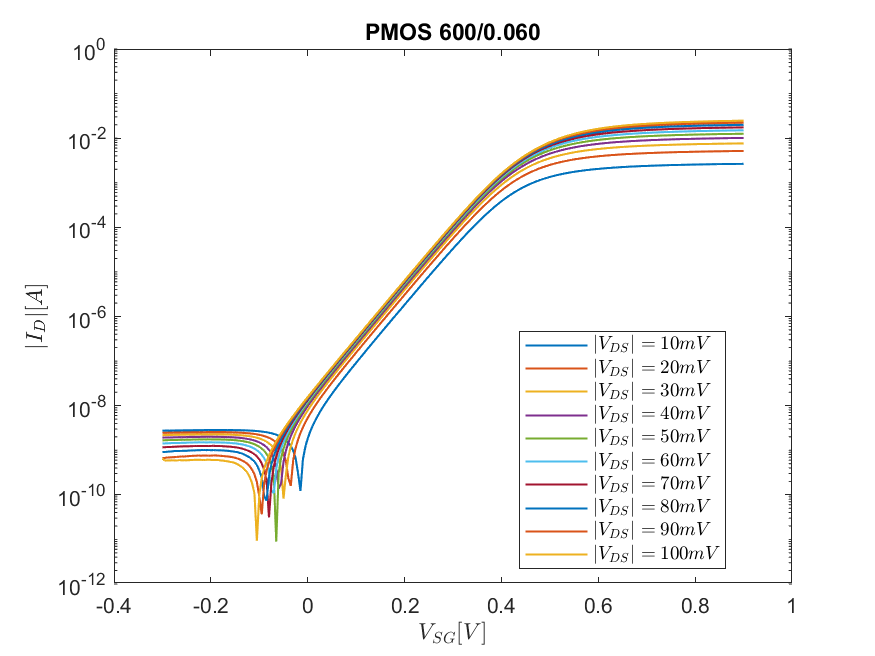 PMOS 600/0.060
10^0
10^-2
10^-4
10^-6
10^-8
10^-10
10^-12
|I_D|[A]
-0.4 -0.2 0 0.2 0.4 0.6 0.8 1
V_SG[V]
|V_DS| = 10mV
|V_DS| = 20mV
|V_DS| = 30mV
|V_DS| = 40mV
|V_DS| = 50mV
|V_DS| = 60mV
|V_DS| = 70mV
|V_DS| = 80mV
|V_DS| = 90mV
|V_DS| = 100mV